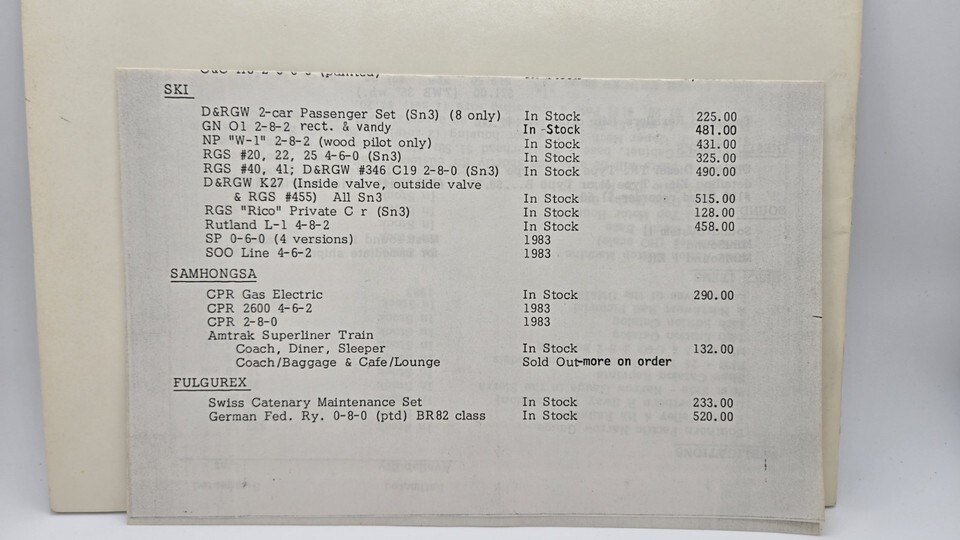 SKI
D&RGW 2-car Passenger Set (Sn3) (8 only) In Stock 225.00
GN O1 2-8-2 rect. & vandy In Stock 481.00
NP "W-1" 2-8-2 (wood pilot only) In Stock 431.00
RGS #20, 22, 25 4-6-0 (Sn3) In Stock 325.00
RGS #40, 41; D&RGW #346 C19 2-8-0 (Sn3) In Stock 490.00
D&RGW K27 (Inside valve, outside valve
& RGS #455) All Sn3 In Stock 515.00
RGS "Rico" Private C r (Sn3) In Stock 128.00
Rutland L-1 4-8-2 In Stock 458.00
SP 0-6-0 (4 versions) 1983
SOO Line 4-6-2 1983
SAMHONGSA
CPR Gas Electric In Stock 290.00
CPR 2600 4-6-2 1983
CPR 2-8-0 1983
Amtrak Superliner Train
Coach, Diner, Sleeper In Stock 132.00
Coach/Baggage & Cafe/Lounge Sold Out-more on order
FULGUREX
Swiss Catenary Maintenance Set In Stock 233.00
German Fed. Ry. 0-8-0 (ptd) BR82 class In Stock 520.00